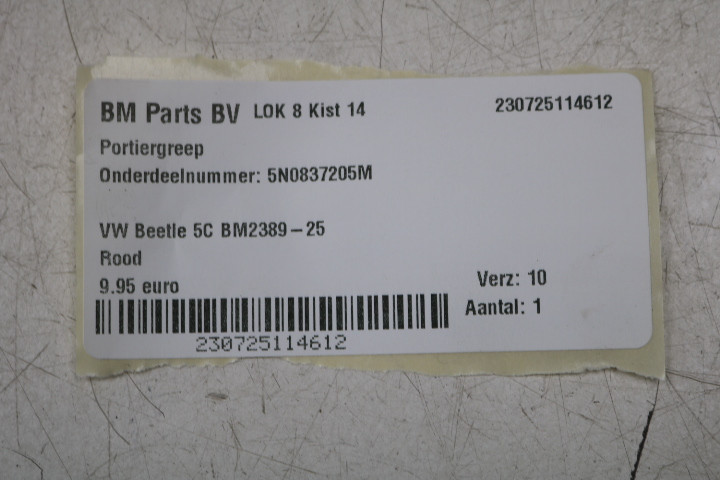 BM Parts BV LOK 8 Kist 14 230725114612
Portiergreep
Onderdeelnummer: 5N0837205M
VW Beetle 5C BM2389-25
Rood
9.95 euro Verz: 10
Aantal: 1
230725114612